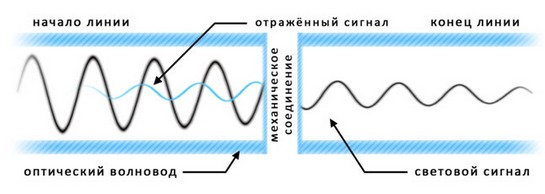 начало линии
отражённый сигнал
конец линии
механическое
соединение
оптический волновод
световой сигнал